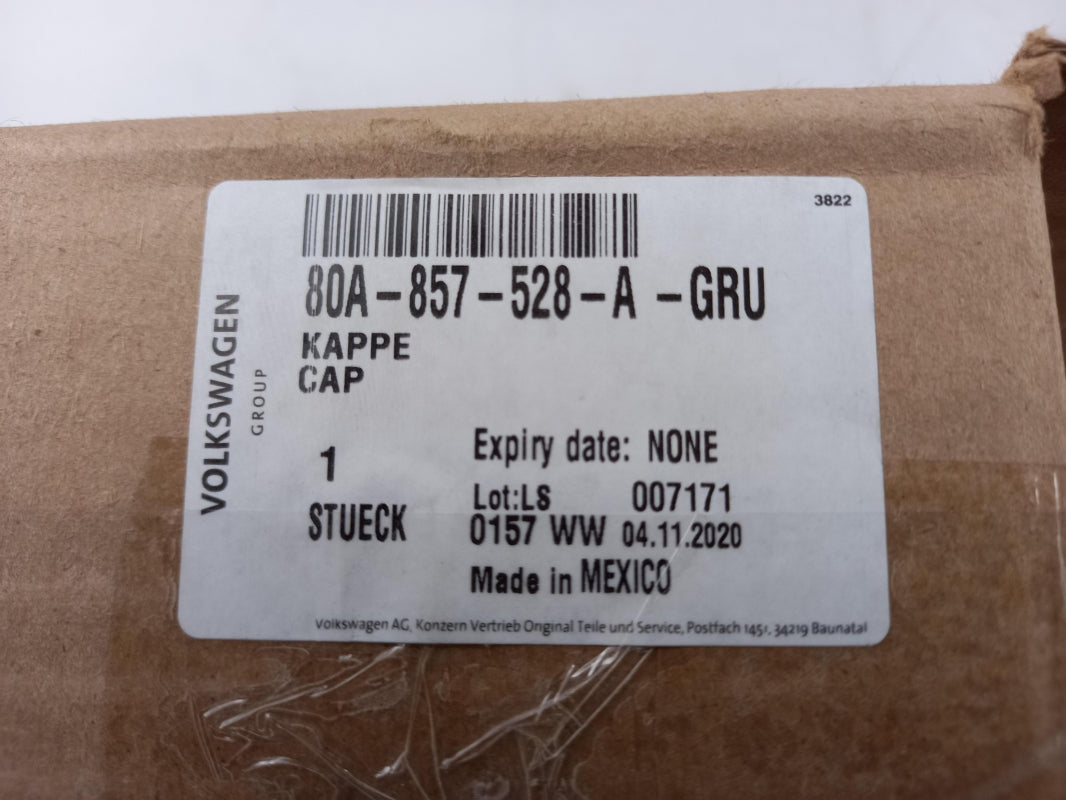 3822
80A-857-528-A -GRU
KAPPE
CAP
VOLKSWAGEN
GROUP
1
STUECK
Expiry date: NONE
Lot:LS 007171
0157 WW 04.11.2020
Made in MEXICO
Volkswagen AG, Konzern Vertrieb Original Teile und Service, Postfach 1451, 34219 Baunatal